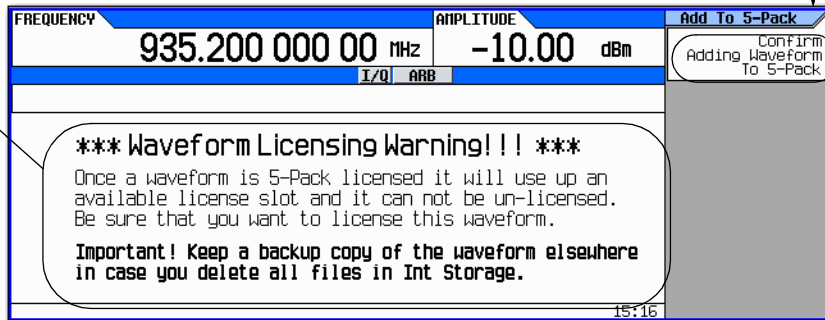 FREQUENCY
935.200 000 00 MHz
AMPLITUDE
-10.00 dBm
I/Q ARB
*** Waveform Licensing Warning!!! ***
Once a waveform is 5-Pack licensed it will use up an
available license slot and it can not be un-licensed.
Be sure that you want to license this waveform.
Important! Keep a backup copy of the waveform elsewhere
in case you delete all files in Int Storage.
15:16
Add To 5-Pack
Confirm
Adding Waveform
To 5-Pack